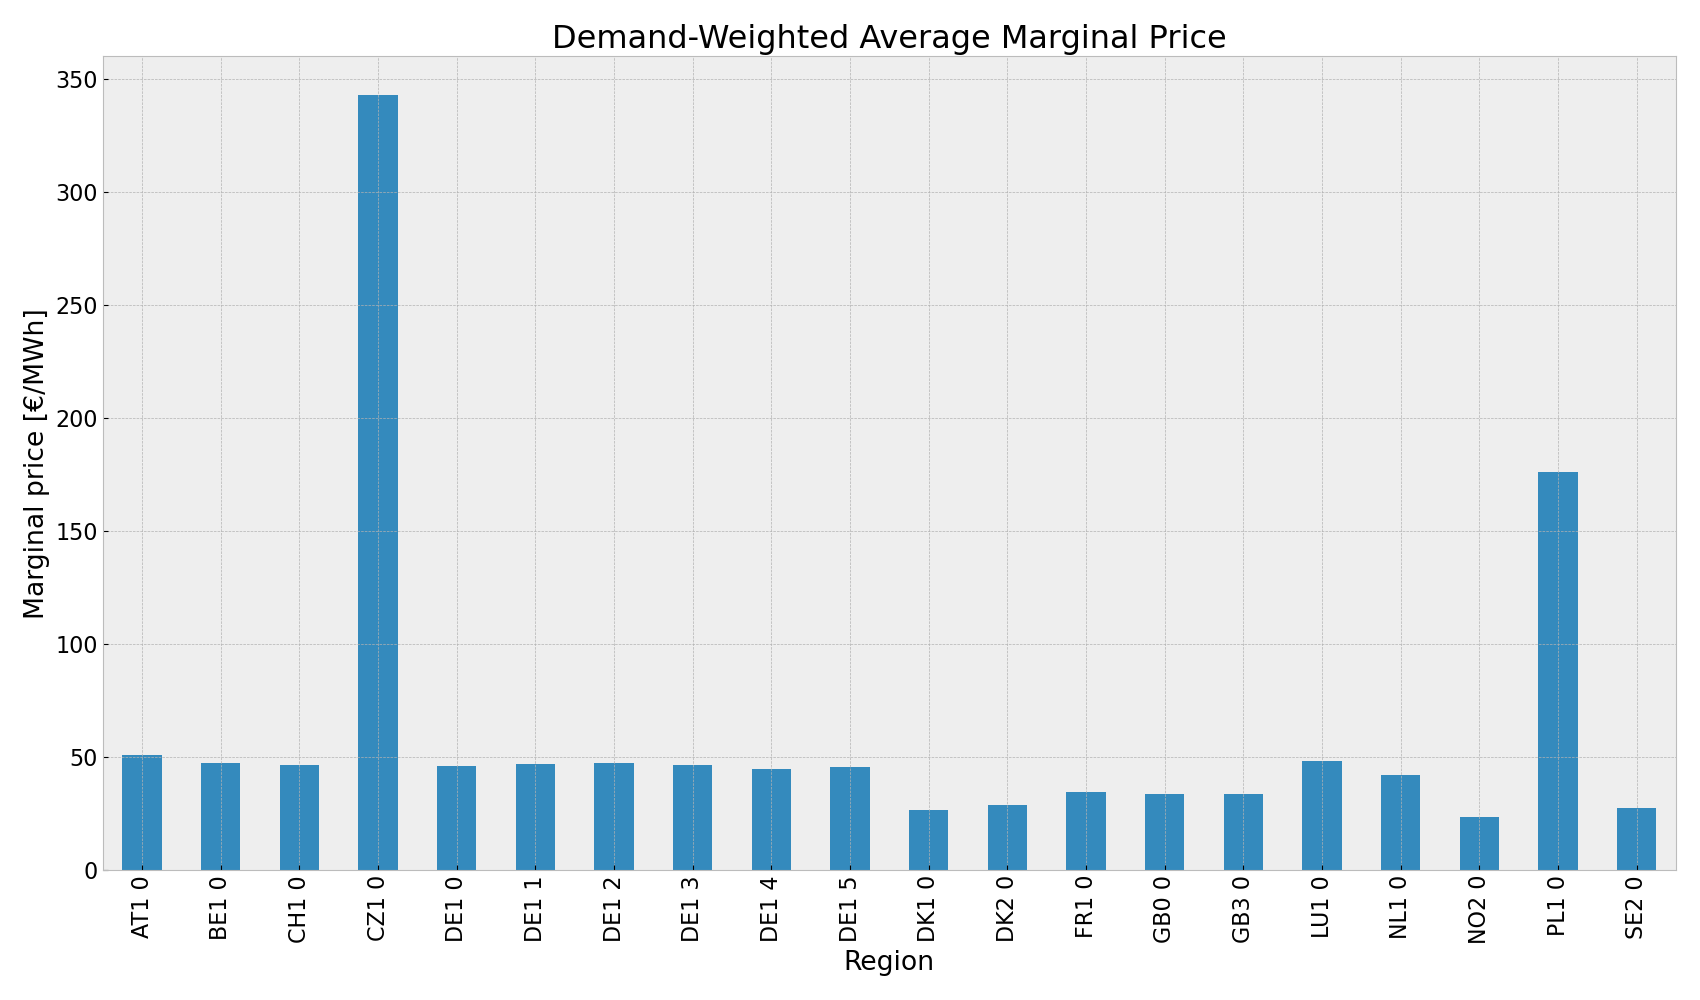 Demand-Weighted Average Marginal Price
Marginal price [€/MWh]
350
300
250
200
150
100
50
0
AT1 0
BE1 0
CH1 0
CZ1 0
DE1 0
DE1 1
DE1 2
DE1 3
DE1 4
DE1 5
DK1 0
DK2 0
FR1 0
GB0 0
GB3 0
LU1 0
NL1 0
NO2 0
PL1 0
SE2 0
Region